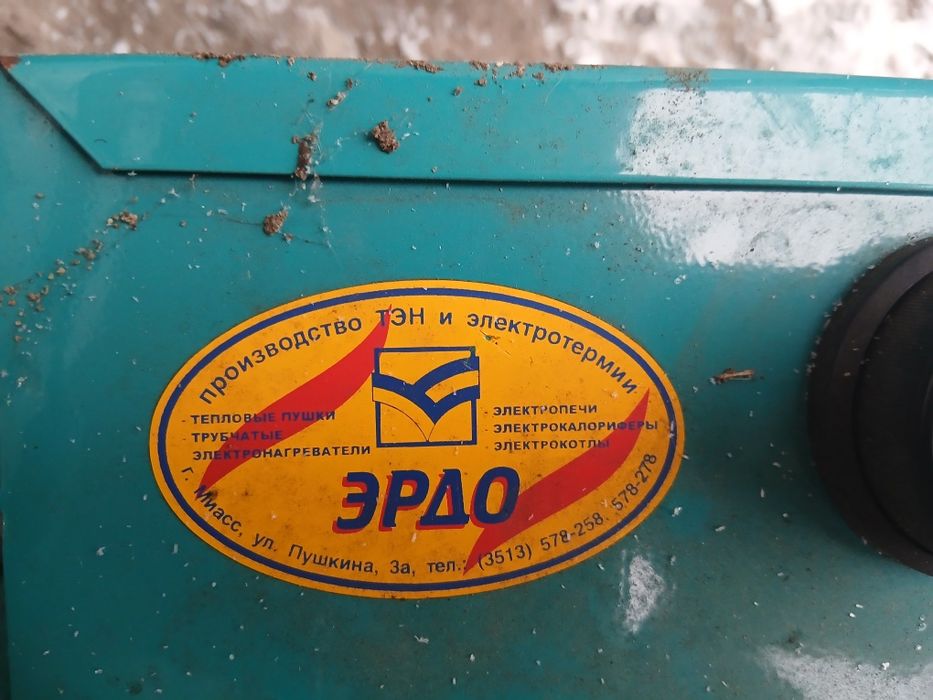 производство ТЭН и электротермии
- ТЕПЛОВЫЕ ПУШКИ
- ТРУБЧАТЫЕ
ЭЛЕКТРОНАГРЕВАТЕЛИ
- ЭЛЕКТРОПЕЧИ
- ЭЛЕКТРОКАЛОРИФЕРЫ
- ЭЛЕКТРОКОТЛЫ
ЭРДО
г. Миасс, ул. Пушкина, 3а, тел.: (3513) 578-258, 578-278